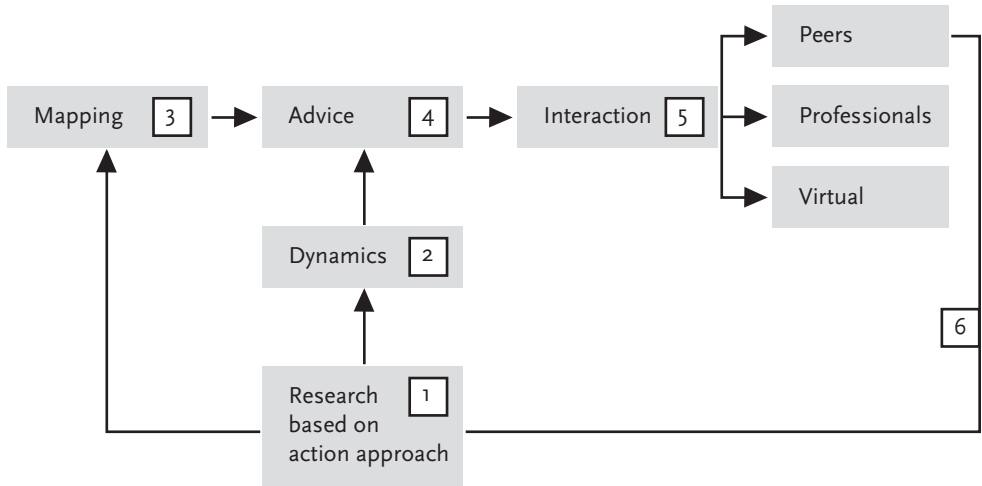 Peers
Mapping 3
Advice 4
Interaction 5
Professionals
Virtual
Dynamics 2
6
Research 1
based on
action approach